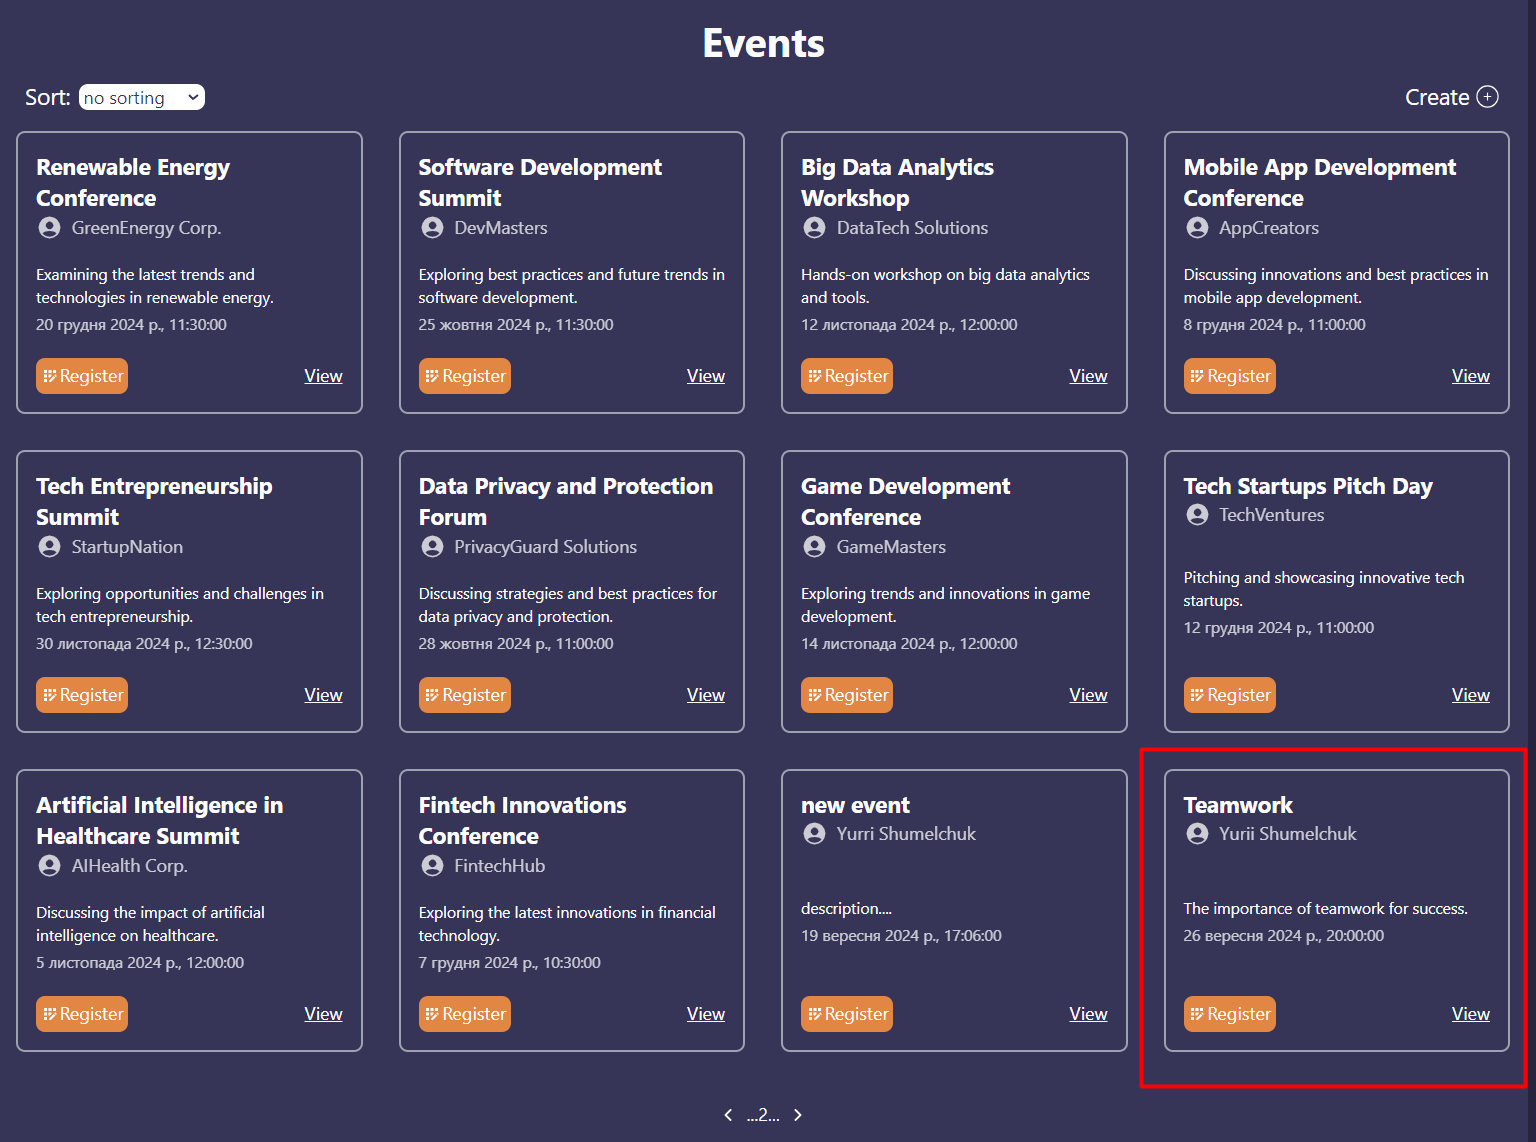 Events
Sort: no sorting
Create
Renewable Energy
Conference
GreenEnergy Corp.
Examining the latest trends and
technologies in renewable energy.
20 грудня 2024 р., 11:30:00
Register
View
Software Development
Summit
DevMasters
Exploring best practices and future trends in
software development.
25 жовтня 2024 р., 11:30:00
Register
View
Big Data Analytics
Workshop
DataTech Solutions
Hands-on workshop on big data analytics
and tools.
12 листопада 2024 р., 12:00:00
Register
View
Mobile App Development
Conference
AppCreators
Discussing innovations and best practices in
mobile app development.
8 грудня 2024 р., 11:00:00
Register
View
Tech Entrepreneurship
Summit
StartupNation
Exploring opportunities and challenges in
tech entrepreneurship.
30 листопада 2024 р., 12:30:00
Register
View
Data Privacy and Protection
Forum
PrivacyGuard Solutions
Discussing strategies and best practices for
data privacy and protection.
28 жовтня 2024 р., 11:00:00
Register
View
Game Development
Conference
GameMasters
Exploring trends and innovations in game
development.
14 листопада 2024 р., 12:00:00
Register
View
Tech Startups Pitch Day
TechVentures
Pitching and showcasing innovative tech
startups.
12 грудня 2024 р., 11:00:00
Register
View
Artificial Intelligence in
Healthcare Summit
AIHealth Corp.
Discussing the impact of artificial
intelligence on healthcare.
5 листопада 2024 р., 12:00:00
Register
View
Fintech Innovations
Conference
FintechHub
Exploring the latest innovations in financial
technology.
7 грудня 2024 р., 10:30:00
Register
View
new event
Yurri Shumelchuk
description....
19 вересня 2024 р., 17:06:00
Register
View
Teamwork
Yurii Shumelchuk
The importance of teamwork for success.
26 вересня 2024 р., 20:00:00
Register
View
...2...